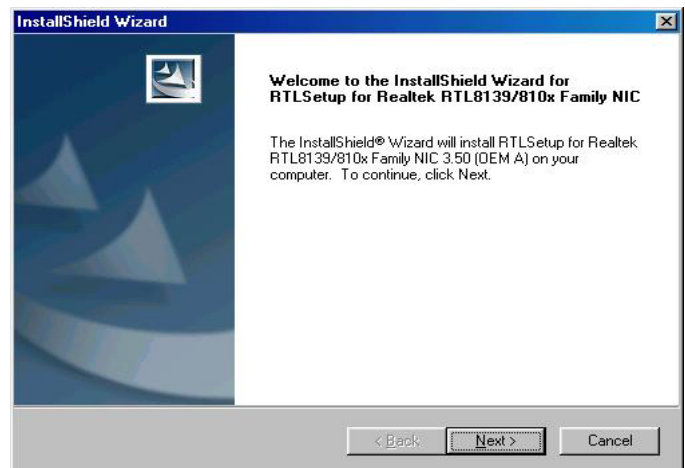 InstallShield Wizard
Welcome to the InstallShield Wizard for
RTLSetup for Realtek RTL8139/810x Family NIC
The InstallShield® Wizard will install RTLSetup for Realtek
RTL8139/810x Family NIC 3.50 (OEM A) on your
computer. To continue, click Next.
< Back Next > Cancel